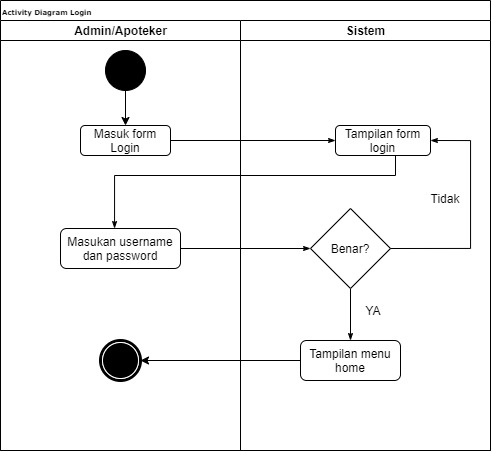 Activity Diagram Login
Admin/Apoteker
Sistem
Masuk form
Login
Tampilan form
login
Tidak
Masukan username
dan password
Benar?
YA
Tampilan menu
home